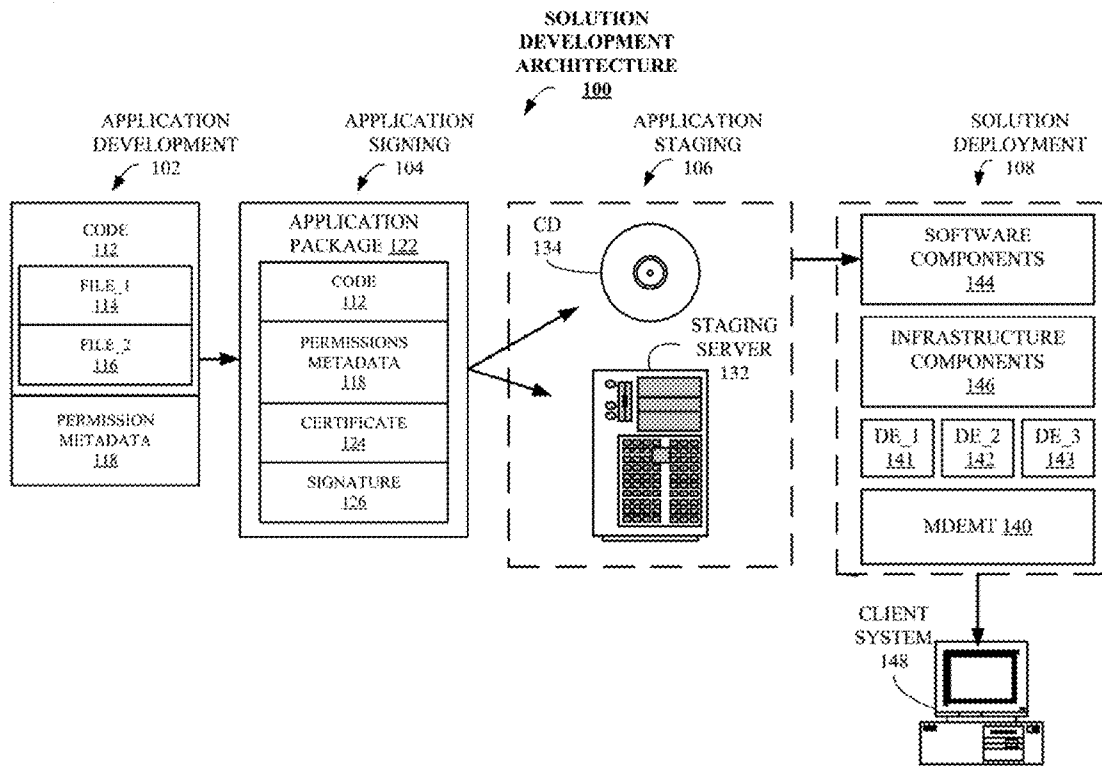 SOLUTION
DEVELOPMENT
ARCHITECTURE
100
APPLICATION
DEVELOPMENT
102
APPLICATION
SIGNING
104
APPLICATION
STAGING
106
SOLUTION
DEPLOYMENT
108
CODE
112
FILE_1
114
FILE_2
116
PERMISSION
METADATA
118
APPLICATION
PACKAGE 122
CODE
112
PERMISSIONS
METADATA
118
CERTIFICATE
124
SIGNATURE
126
CD
134
STAGING
SERVER
132
SOFTWARE
COMPONENTS
144
INFRASTRUCTURE
COMPONENTS
146
DE_1
141
DE_2
142
DE_3
143
MDEMT 140
CLIENT
SYSTEM
148